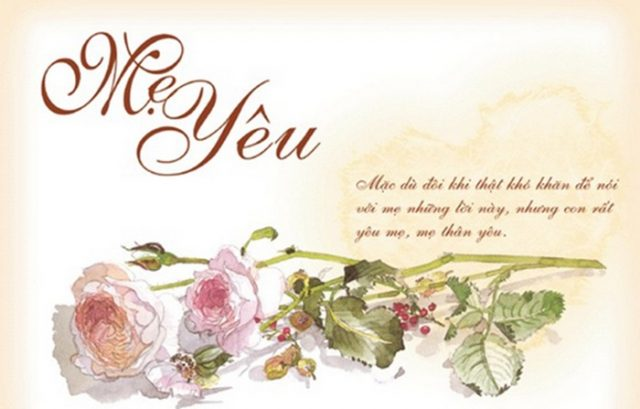 Mẹ
Yêu
Mặc dù đôi khi thật khó khăn để nói
với mẹ những lời này, nhưng con rất
yêu mẹ, mẹ thân yêu.